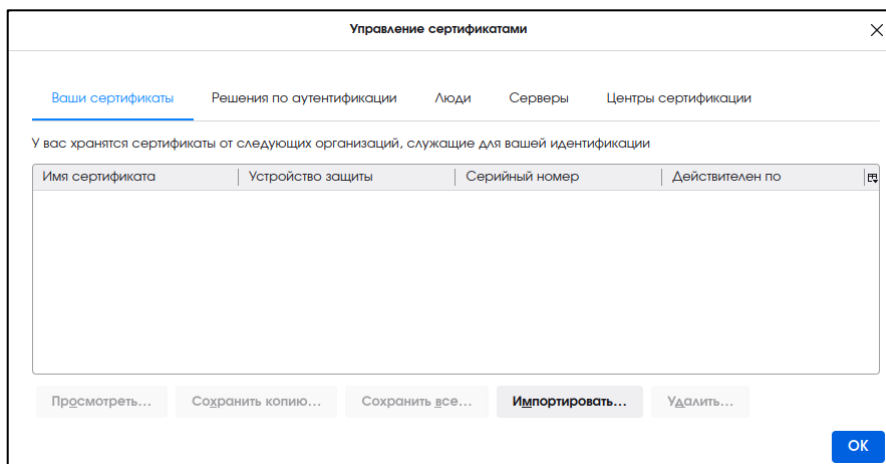 Управление сертификатами
Ваши сертификаты Решения по аутентификации Люди Серверы Центры сертификации
У вас хранятся сертификаты от следующих организаций, служащие для вашей идентификации
Имя сертификата Устройство защиты Серийный номер Действителен по
Просмотреть... Сохранить копию... Сохранить все... Импортировать... Удалить...
ОК